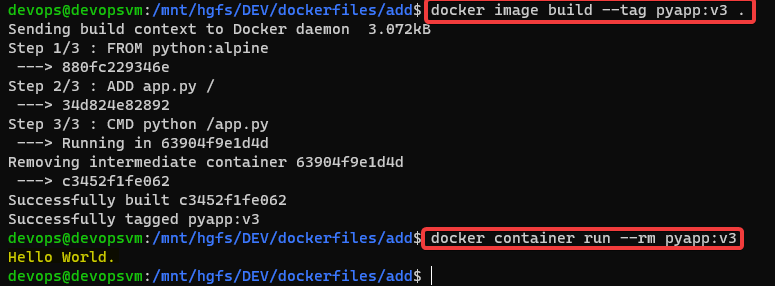 devops@devopsvm:/mnt/hgfs/DEV/dockerfiles/add$ docker image build --tag pyapp:v3 .
Sending build context to Docker daemon  3.072kB
Step 1/3 : FROM python:alpine
 ---> 880fc229346e
Step 2/3 : ADD app.py /
 ---> 34d824e82892
Step 3/3 : CMD python /app.py
 ---> Running in 63904f9e1d4d
Removing intermediate container 63904f9e1d4d
 ---> c3452f1fe062
Successfully built c3452f1fe062
Successfully tagged pyapp:v3
devops@devopsvm:/mnt/hgfs/DEV/dockerfiles/add$ docker container run --rm pyapp:v3
Hello World.
devops@devopsvm:/mnt/hgfs/DEV/dockerfiles/add$